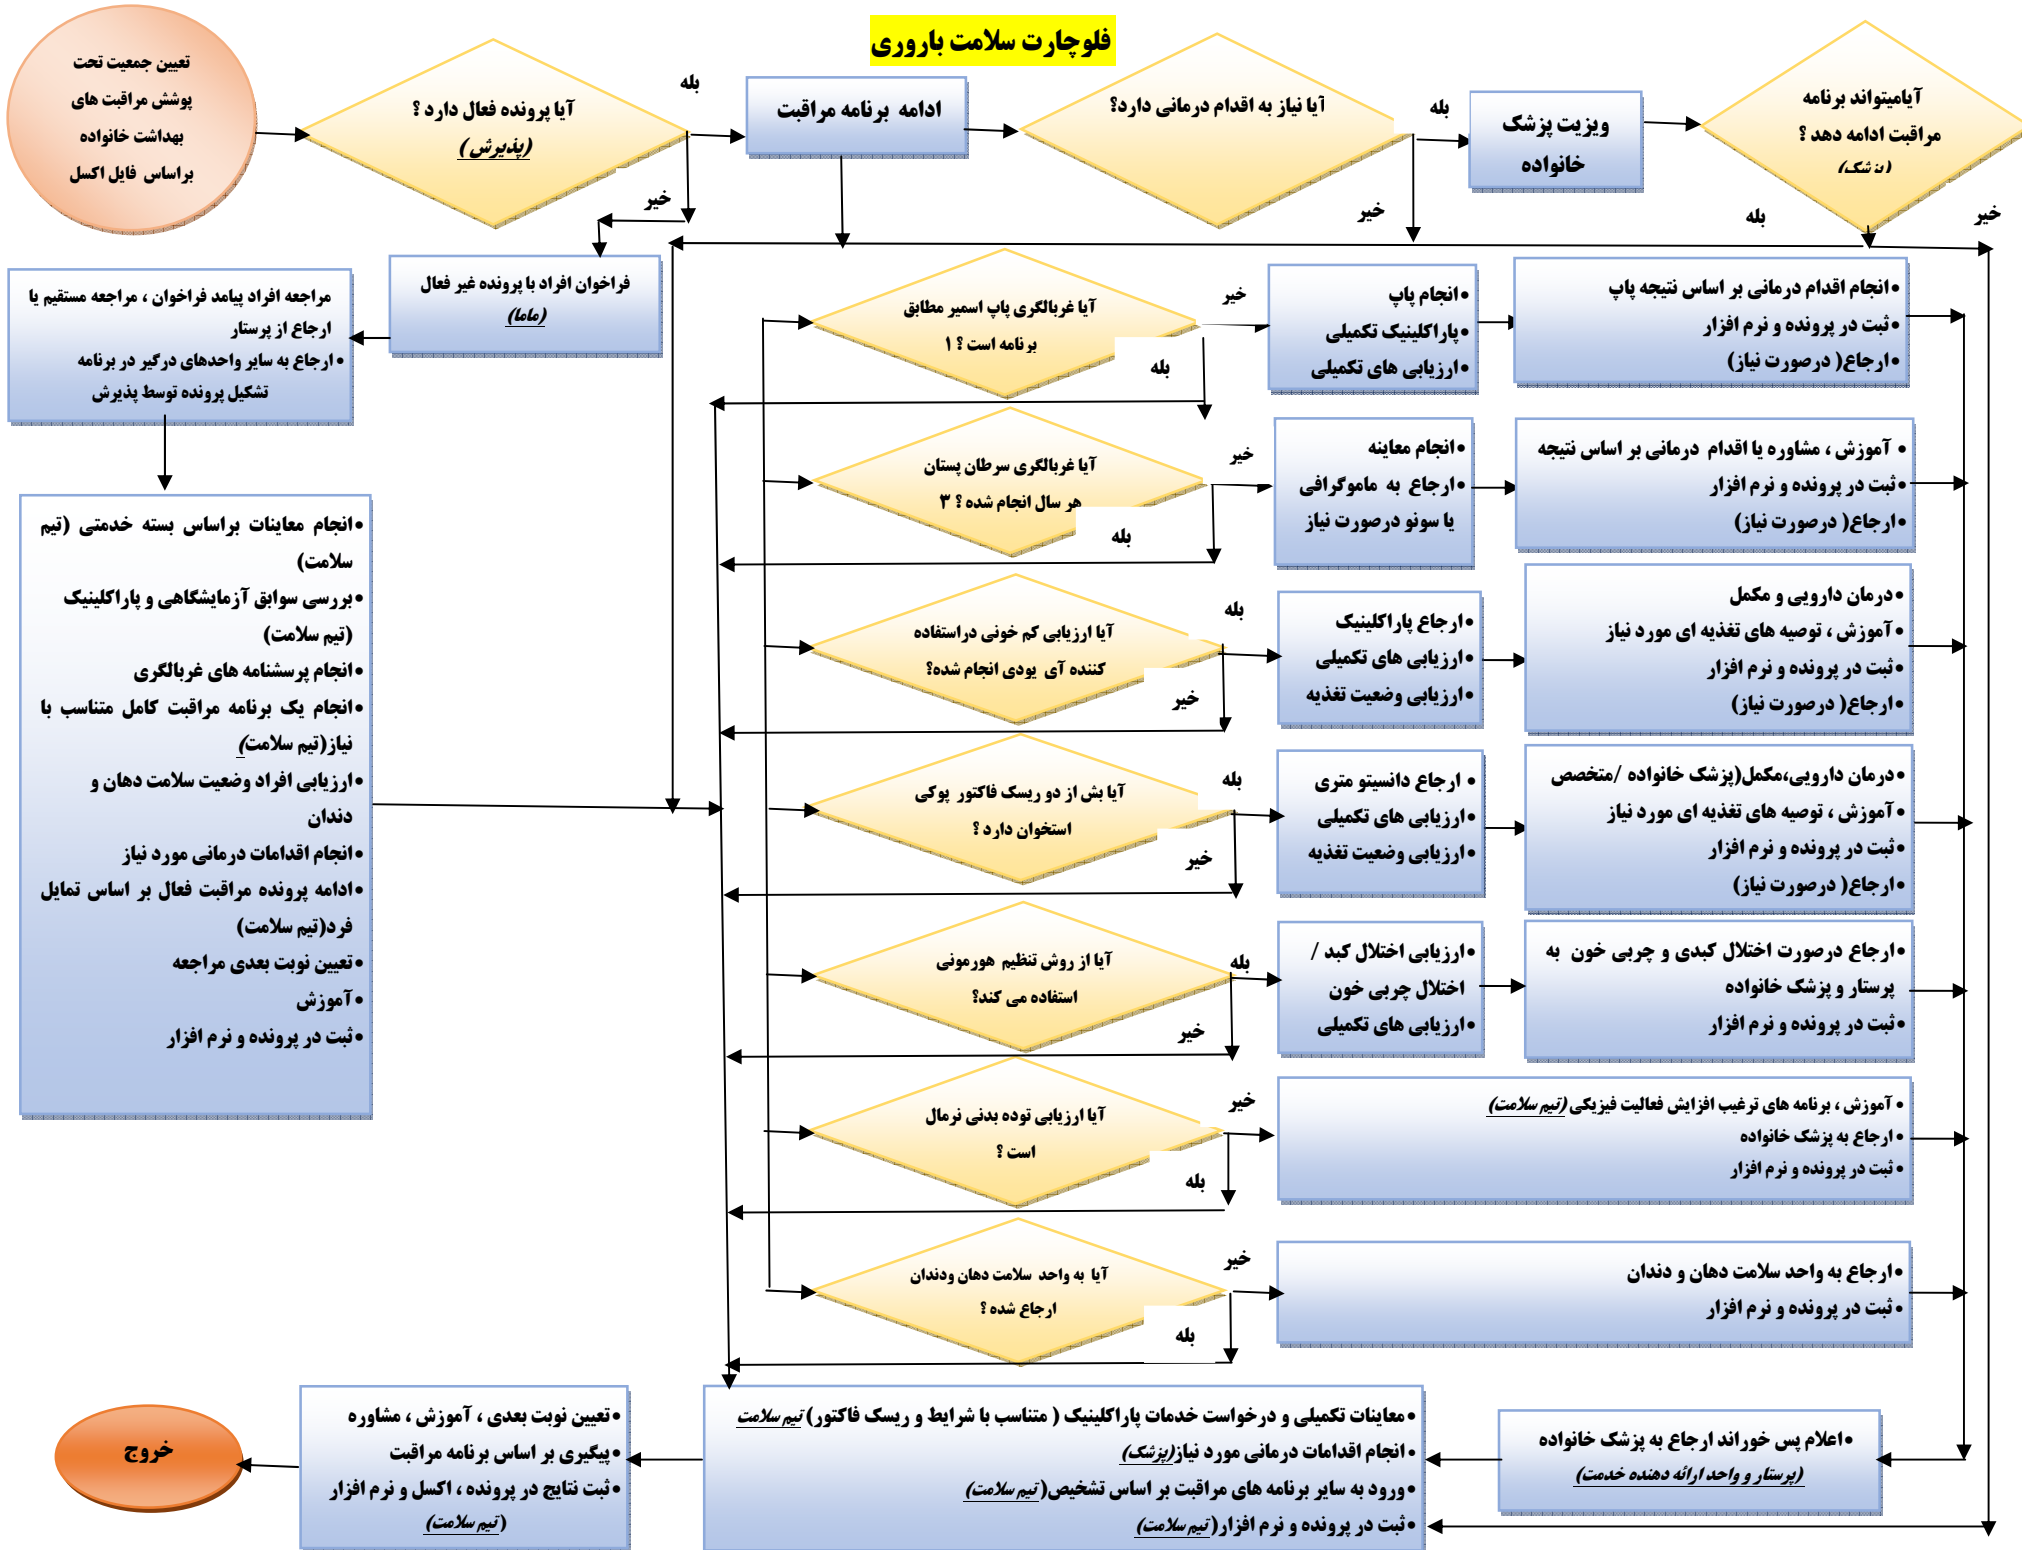 فلوچارت سلامت باروری
تعیین جمعیت تحت
پوشش مراقبت های
بهداشت خانواده
براساس فایل اکسل
آیا پرونده فعال دارد ؟
(پذیرش )
بله
خیر
ادامه برنامه مراقبت
آیا نیاز به اقدام درمانی دارد؟
بله
خیر
ویزیت پزشک
خانواده
آیامیتواند برنامه
مراقبت ادامه دهد ؟
(پزشک)
بله
خیر
فراخوان افراد با پرونده غیر فعال
(ماما)
مراجعه افراد پیامد فراخوان ، مراجعه مستقیم یا
ارجاع از پرستار
• ارجاع به سایر واحدهای درگیر در برنامه
تشکیل پرونده توسط پذیرش
•انجام معاینات براساس بسته خدمتی (تیم
سلامت)
•بررسی سوابق آزمایشگاهی و پاراکلینیک
(تیم سلامت)
•انجام پرسشنامه های غربالگری
•انجام یک برنامه مراقبت کامل متناسب با
نیاز(تیم سلامت)
•ارزیابی افراد وضعیت سلامت دهان و
دندان
•انجام اقدامات درمانی مورد نیاز
•ادامه پرونده مراقبت فعال بر اساس تمایل
فرد(تیم سلامت)
•تعیین نوبت بعدی مراجعه
•آموزش
•ثبت در پرونده و نرم افزار
آیا غربالگری پاپ اسمیر مطابق
برنامه است ؟ ۱
خیر
بله
•انجام پاپ
•پاراکلینیک تکمیلی
•ارزیابی های تکمیلی
•انجام اقدام درمانی بر اساس نتیجه پاپ
•ثبت در پرونده و نرم افزار
•ارجاع( درصورت نیاز)
آیا غربالگری سرطان پستان
هر سال انجام شده ؟ ۳
خیر
بله
•انجام معاینه
•ارجاع به ماموگرافی
یا سونو درصورت نیاز
• آموزش ، مشاوره یا اقدام درمانی بر اساس نتیجه
•ثبت در پرونده و نرم افزار
•ارجاع( درصورت نیاز)
آیا ارزیابی کم خونی دراستفاده
کننده آی یودی انجام شده؟
بله
خیر
•ارجاع پاراکلینیک
•ارزیابی های تکمیلی
•ارزیابی وضعیت تغذیه
•درمان دارویی و مکمل
•آموزش ، توصیه های تغذیه ای مورد نیاز
•ثبت در پرونده و نرم افزار
•ارجاع( درصورت نیاز)
آیا بش از دو ریسک فاکتور پوکی
استخوان دارد ؟
بله
خیر
• ارجاع دانسیتو متری
•ارزیابی های تکمیلی
•ارزیابی وضعیت تغذیه
•درمان دارویی،مکمل(پزشک خانواده /متخصص
•آموزش ، توصیه های تغذیه ای مورد نیاز
•ثبت در پرونده و نرم افزار
•ارجاع( درصورت نیاز)
آیا از روش تنظیم هورمونی
استفاده می کند؟
بله
خیر
•ارزیابی اختلال کبد /
اختلال چربی خون
•ارزیابی های تکمیلی
•ارجاع درصورت اختلال کبدی و چربی خون به
پرستار و پزشک خانواده
•ثبت در پرونده و نرم افزار
آیا ارزیابی توده بدنی نرمال
است ؟
خیر
بله
• آموزش ، برنامه های ترغیب افزایش فعالیت فیزیکی (تیم سلامت)
• ارجاع به پزشک خانواده
• ثبت در پرونده و نرم افزار
آیا به واحد سلامت دهان ودندان
ارجاع شده ؟
خیر
بله
•ارجاع به واحد سلامت دهان و دندان
•ثبت در پرونده و نرم افزار
•اعلام پس خوراند ارجاع به پزشک خانواده
(پرستار و واحد ارائه دهنده خدمت)
•معاینات تکمیلی و درخواست خدمات پاراکلینیک ( متناسب با شرایط و ریسک فاکتور) تیم سلامت
•انجام اقدامات درمانی مورد نیاز(پزشک)
•ورود به سایر برنامه های مراقبت بر اساس تشخیص( تیم سلامت)
•ثبت در پرونده و نرم افزار( تیم سلامت)
•تعیین نوبت بعدی ، آموزش ، مشاوره
•پیگیری بر اساس برنامه مراقبت
•ثبت نتایج در پرونده ، اکسل و نرم افزار
( تیم سلامت)
خروج